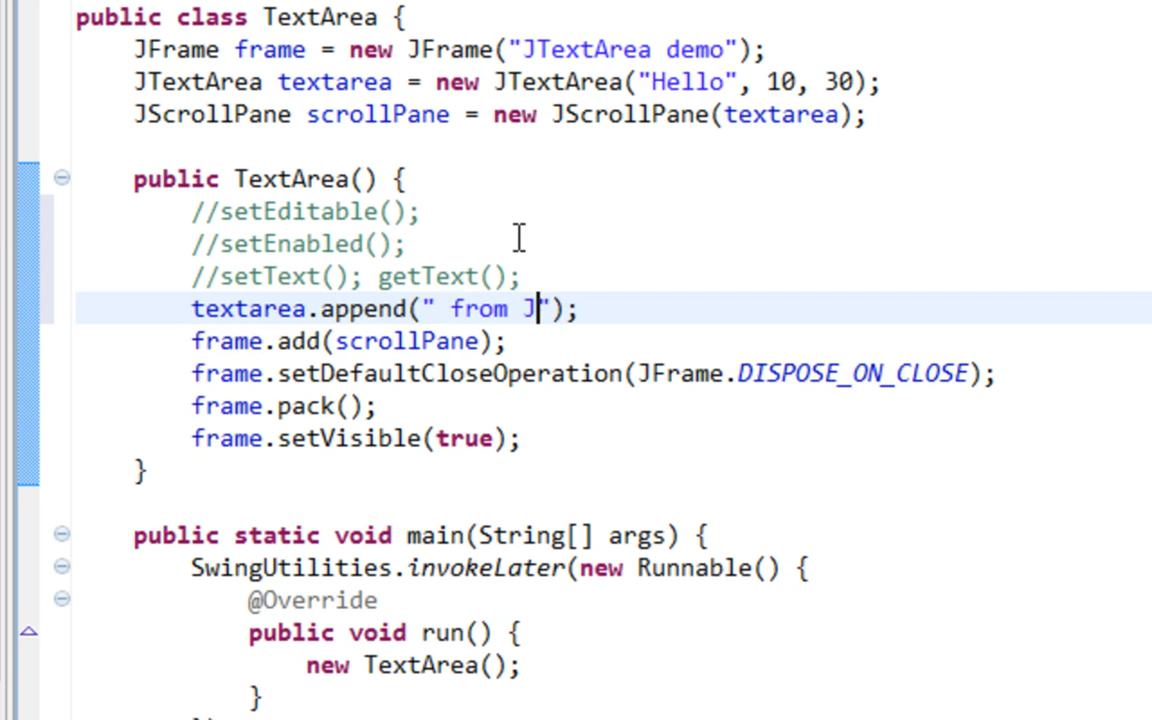 public class TextArea {
JFrame frame = new JFrame("JTextArea demo");
JTextArea textarea = new JTextArea("Hello", 10, 30);
JScrollPane scrollPane = new JScrollPane(textarea);
public TextArea() {
//setEditable();
//setEnabled();
//setText(); getText();
textarea.append(" from J");
frame.add(scrollPane);
frame.setDefaultCloseOperation(JFrame.DISPOSE_ON_CLOSE);
frame.pack();
frame.setVisible(true);
}
public static void main(String[] args) {
SwingUtilities.invokeLater(new Runnable() {
@Override
public void run() {
new TextArea();
}